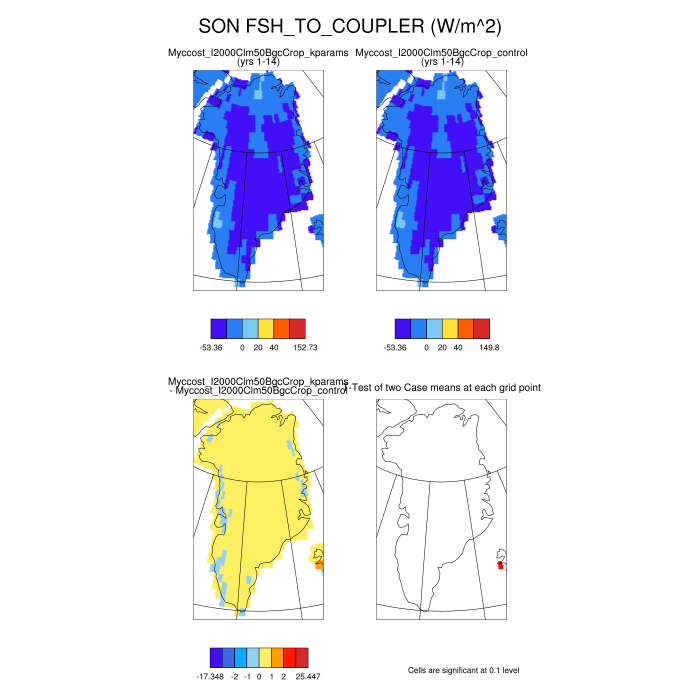 SON FSH_TO_COUPLER (W/m^2)
Myccost_I2000Clm50BgcCrop_kparams
(yrs 1-14)
Myccost_I2000Clm50BgcCrop_control
(yrs 1-14)
-53.36 0 20 40 152.73
-53.36 0 20 40 149.8
Myccost_I2000Clm50BgcCrop_kparams
- Myccost_I2000Clm50BgcCrop_control
T-Test of two Case means at each grid point
-17.348 -2 -1 0 1 2 25.447
Cells are significant at 0.1 level